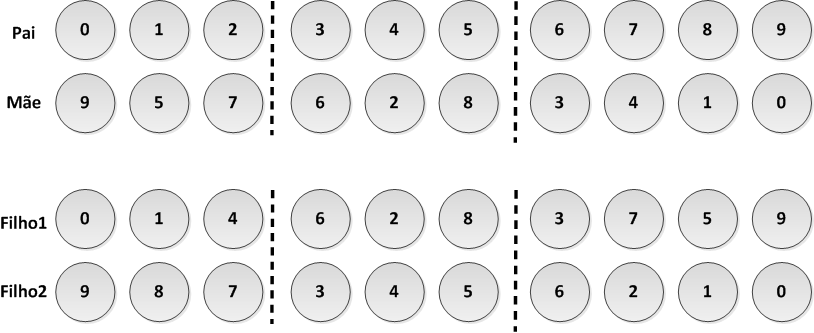 Pai 0 1 2 3 4 5 6 7 8 9
Mãe 9 5 7 6 2 8 3 4 1 0
Filho1 0 1 4 6 2 8 3 7 5 9
Filho2 9 8 7 3 4 5 6 2 1 0